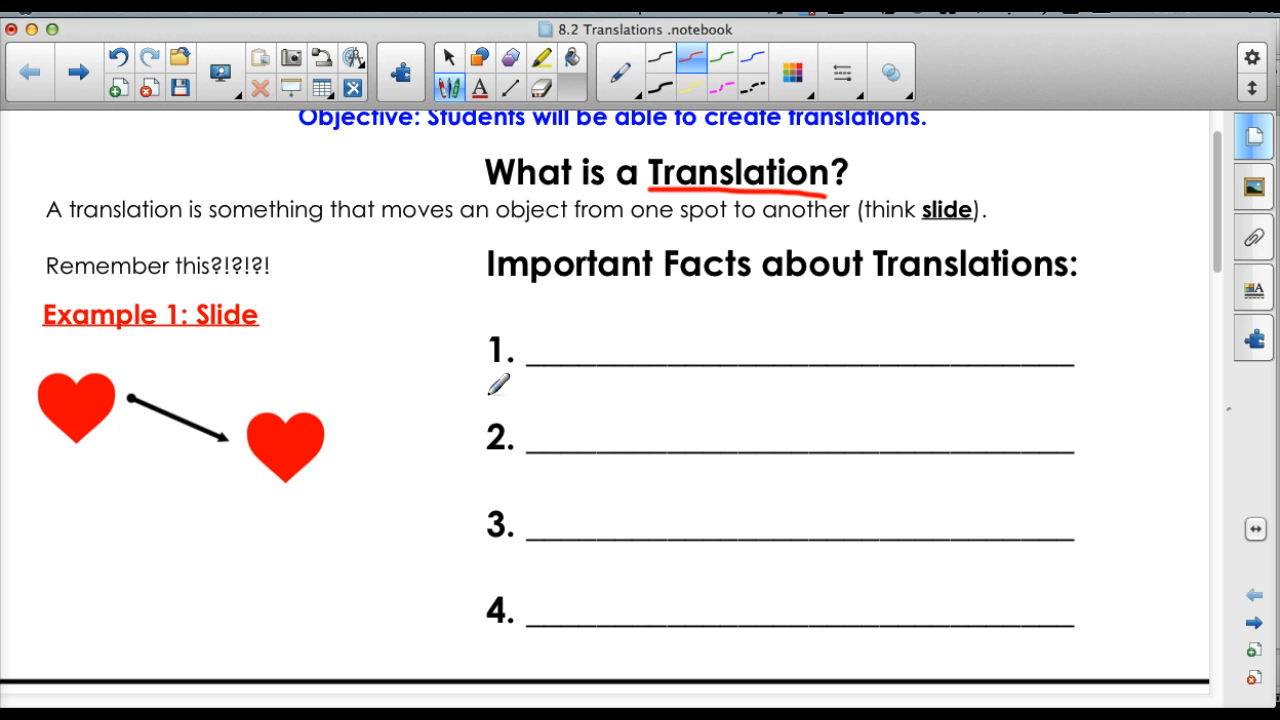 8.2 Translations .notebook
Objective: Students will be able to create translations.
What is a Translation?
A translation is something that moves an object from one spot to another (think slide).
Remember this?!?!?!
Important Facts about Translations:
Example 1: Slide
1. ______________________________
2. ______________________________
3. ______________________________
4. ______________________________